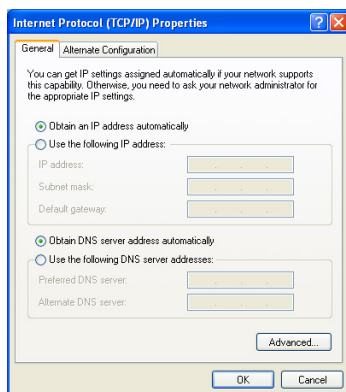 Internet Protocol (TCP/IP) Properties
General Alternate Configuration
You can get IP settings assigned automatically if your network supports
this capability. Otherwise, you need to ask your network administrator for
the appropriate IP settings.
Obtain an IP address automatically
Use the following IP address:
IP address:
Subnet mask:
Default gateway:
Obtain DNS server address automatically
Use the following DNS server addresses:
Preferred DNS server:
Alternate DNS server:
Advanced...
OK Cancel